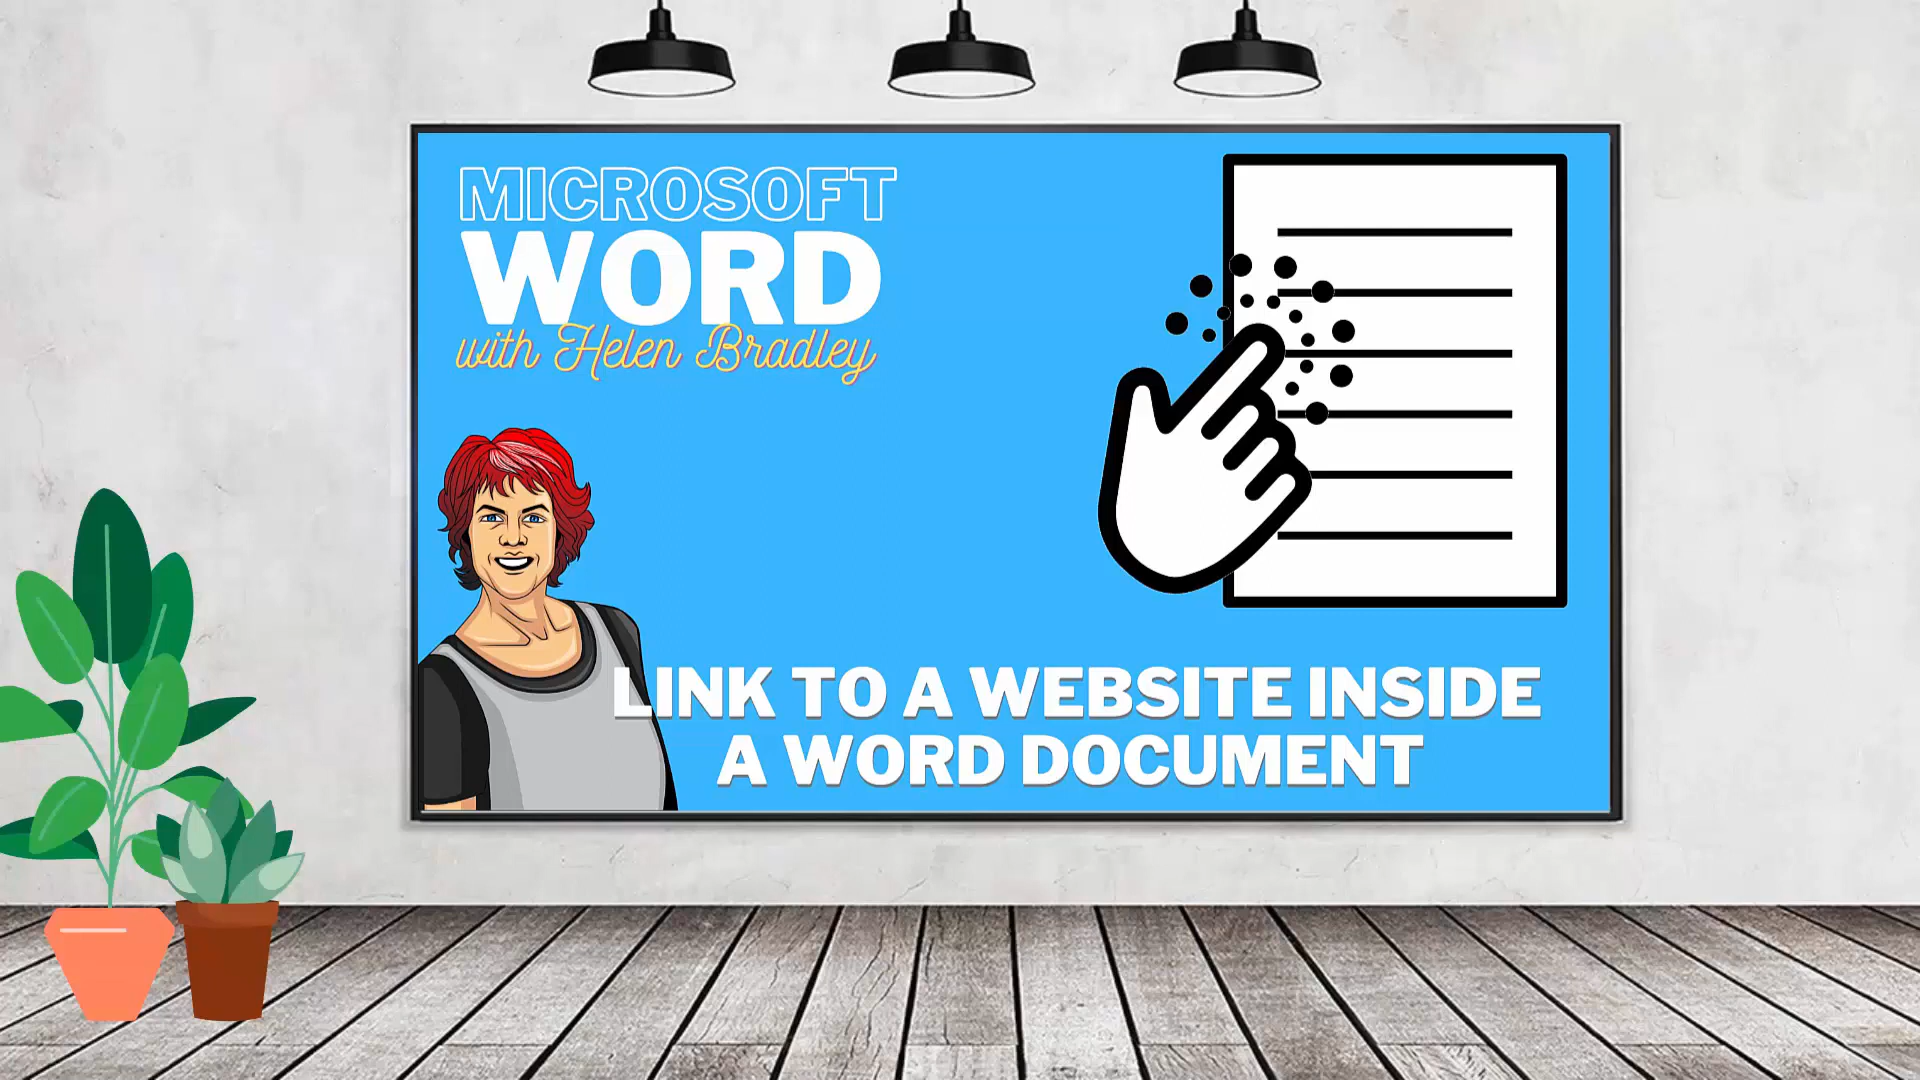 MICROSOFT
WORD
with Helen Bradley
LINK TO A WEBSITE INSIDE
A WORD DOCUMENT